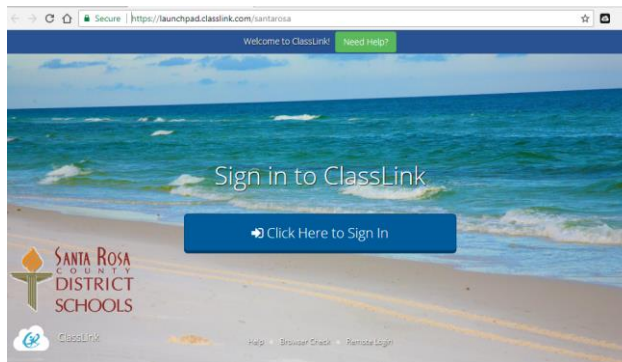 Secure | https://launchpad.classlink.com/santarosa
Welcome to ClassLink! Need Help?
Sign in to ClassLink
Click Here to Sign In
SANTA ROSA
COUNTY
DISTRICT
SCHOOLS
ClassLink
Help Browser Check Remote Login